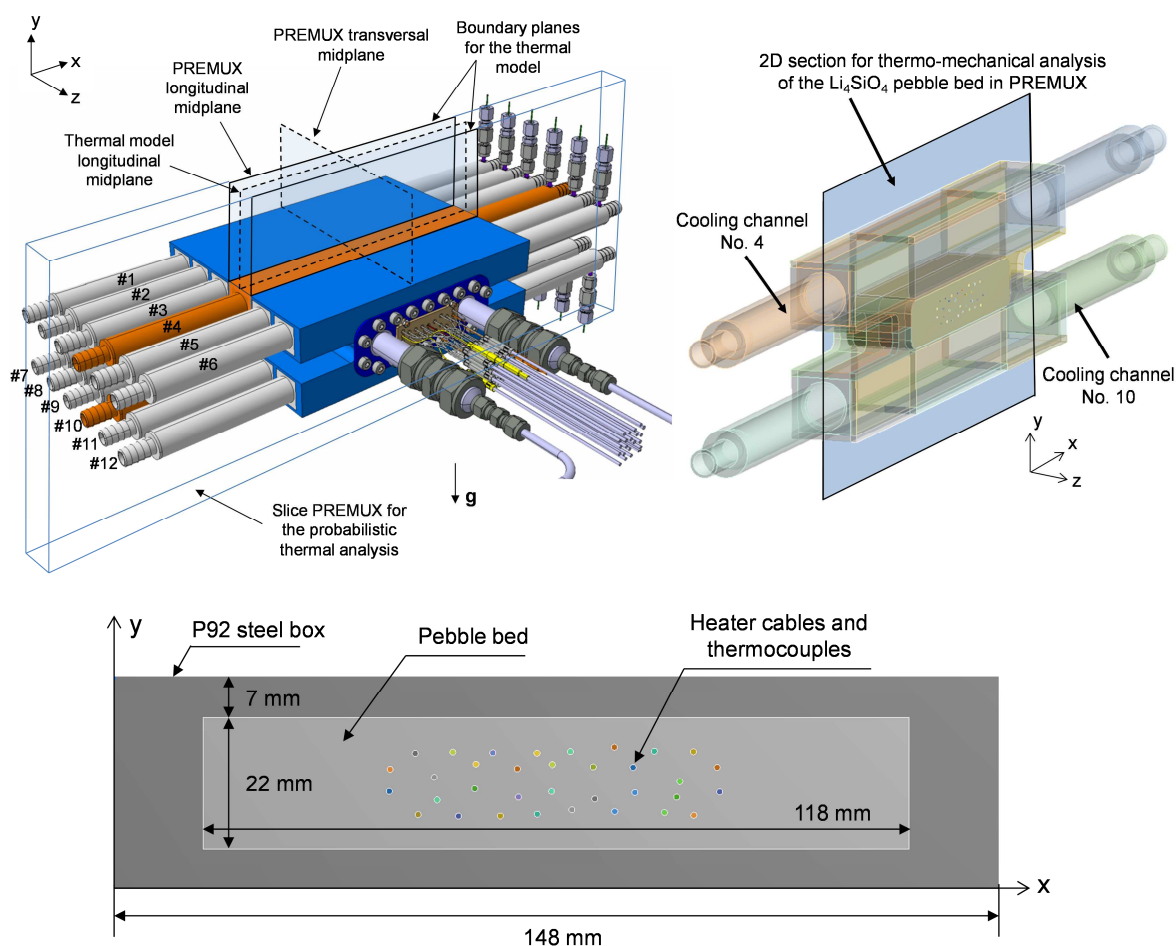 y
x
z
PREMUX transversal
midplane
Boundary planes
for the thermal
model
PREMUX
longitudinal
midplane
Thermal model
longitudinal
midplane
#1
#2
#3
#4
#5
#6
#7
#8
#9
#10
#11
#12
g
Slice PREMUX for
the probabilistic
thermal analysis
2D section for thermo-mechanical analysis
of the Li₄SiO₄ pebble bed in PREMUX
Cooling channel
No. 4
Cooling channel
No. 10
y
x
z
y
P92 steel box
Pebble bed
Heater cables and
thermocouples
7 mm
22 mm
118 mm
x
148 mm